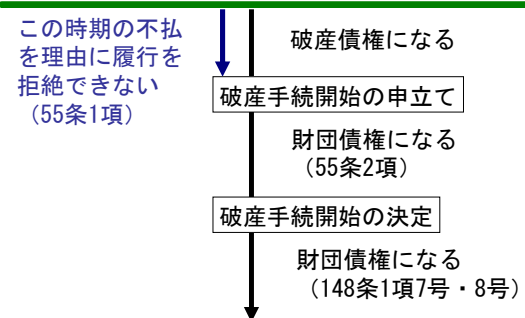 この時期の不払
を理由に履行を
拒絶できない
（55条1項）
破産債権になる
破産手続開始の申立て
財団債権になる
（55条2項）
破産手続開始の決定
財団債権になる
（148条1項7号・8号）